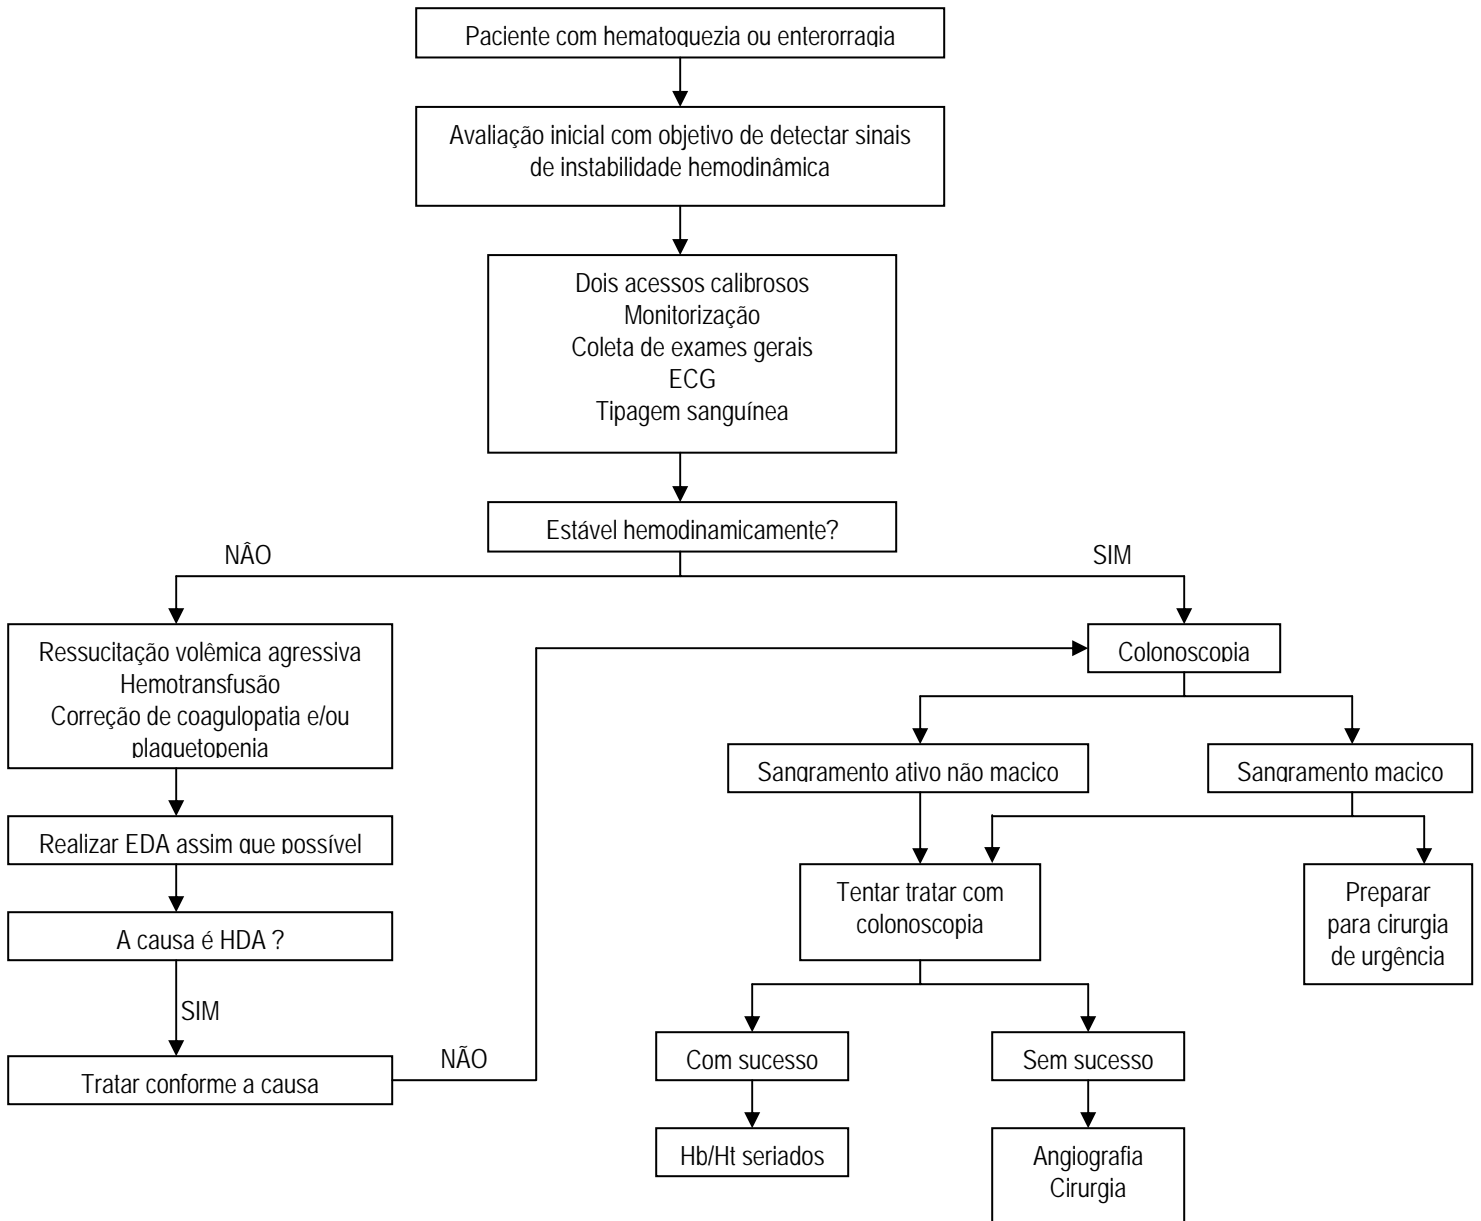 Paciente com hematoquezia ou enterorragia
Avaliação inicial com objetivo de detectar sinais
de instabilidade hemodinâmica
Dois acessos calibrosos
Monitorização
Coleta de exames gerais
ECG
Tipagem sanguínea
Estável hemodinamicamente?
NÂO
SIM
Ressucitação volêmica agressiva
Hemotransfusão
Correção de coagulopatia e/ou
plaquetopenia
Colonoscopia
Sangramento ativo não maciço
Sangramento maciço
Realizar EDA assim que possível
Tentar tratar com
colonoscopia
Preparar
para cirurgia
de urgência
A causa é HDA ?
SIM
NÃO
Com sucesso
Sem sucesso
Tratar conforme a causa
Hb/Ht seriados
Angiografia
Cirurgia